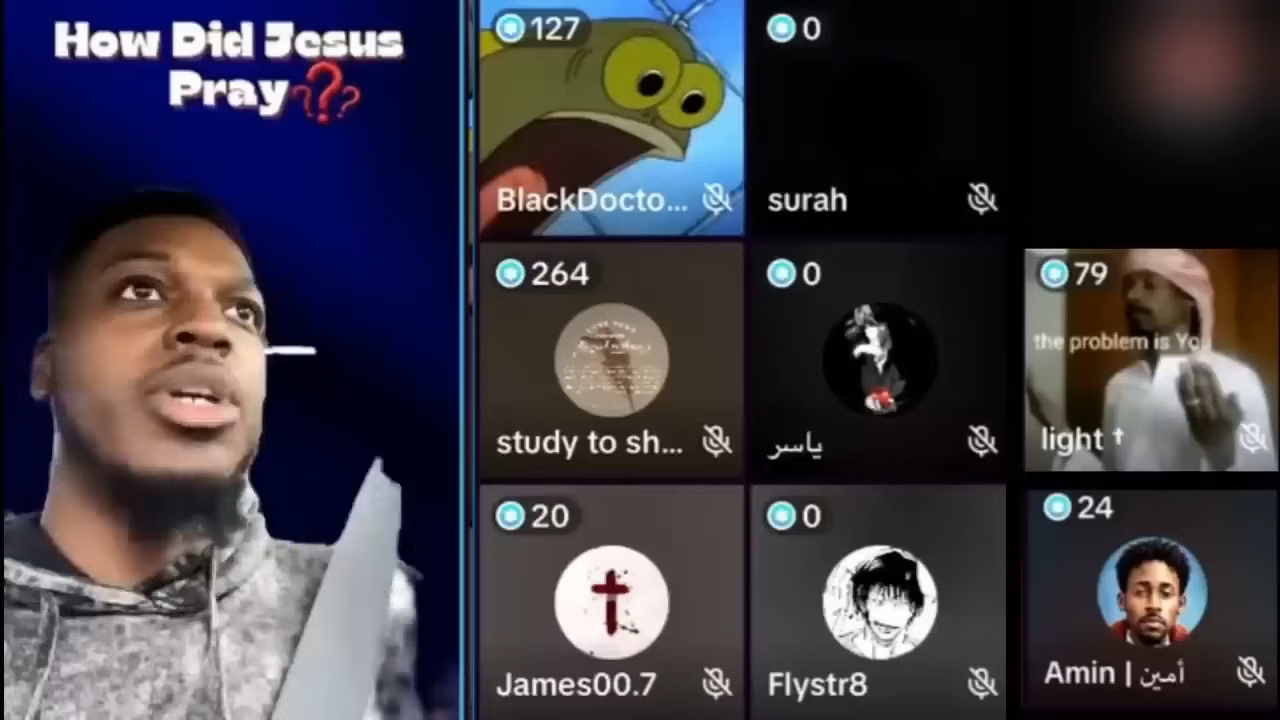 How Did Jesus
Pray???
127
BlackDocto...
0
surah
264
study to sh...
0
ياسر
79
the problem is You
light †
20
James00.7
0
Flystr8
24
Amin | أمين